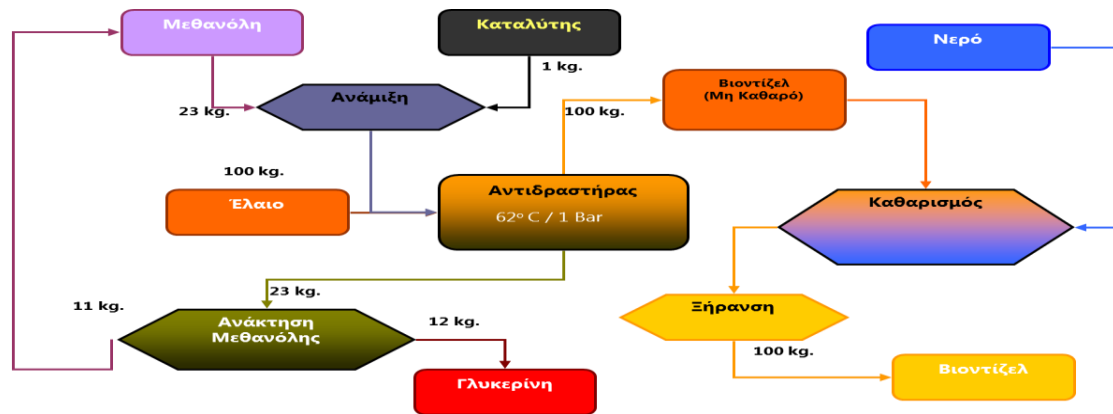 Μεθανόλη
Καταλύτης
Νερό
1 kg.
23 kg.
Ανάμιξη
100 kg.
Βιοντίζελ
(Μη Καθαρό)
100 kg.
Έλαιο
Αντιδραστήρας
62º C / 1 Bar
Καθαρισμός
23 kg.
11 kg.
Ανάκτηση
Μεθανόλης
12 kg.
Ξήρανση
100 kg.
Γλυκερίνη
Βιοντίζελ